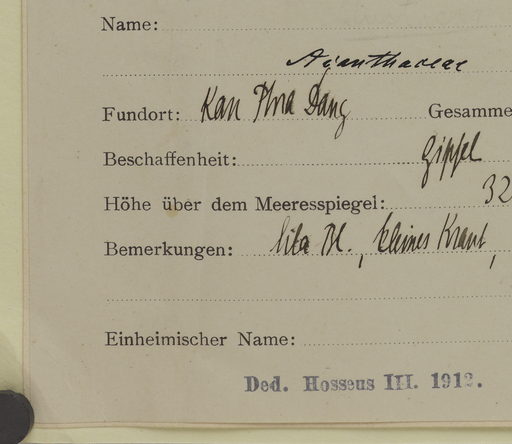 Name:
Acanthaceae
Fundort: Kau Phra Dang Gesamme
Beschaffenheit: Gipfel
Höhe über dem Meeresspiegel: 32
Bemerkungen: lila Bl., kleines Kraut,
Einheimischer Name:
Ded. Hosseus III. 1912.